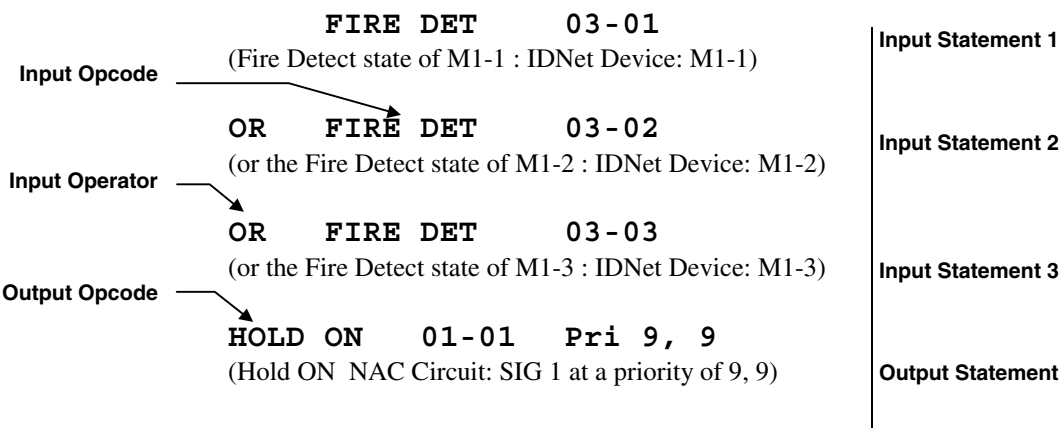 FIRE DET 03-01
Input Statement 1
(Fire Detect state of M1-1 : IDNet Device: M1-1)
Input Opcode
OR FIRE DET 03-02
Input Statement 2
(or the Fire Detect state of M1-2 : IDNet Device: M1-2)
Input Operator
OR FIRE DET 03-03
(or the Fire Detect state of M1-3 : IDNet Device: M1-3)
Input Statement 3
Output Opcode
HOLD ON 01-01 Pri 9, 9
(Hold ON NAC Circuit: SIG 1 at a priority of 9, 9)
Output Statement